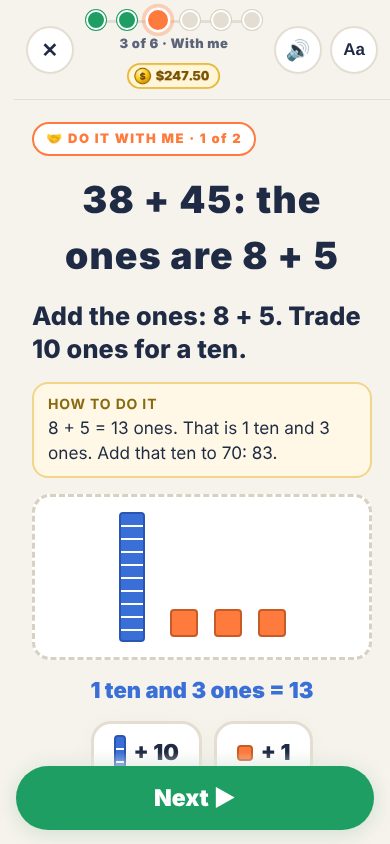 3 of 6 · With me
$ $247.50
Aa
🤝 DO IT WITH ME · 1 of 2
38 + 45: the
ones are 8 + 5
Add the ones: 8 + 5. Trade
10 ones for a ten.
HOW TO DO IT
8 + 5 = 13 ones. That is 1 ten and 3
ones. Add that ten to 70: 83.
1 ten and 3 ones = 13
+ 10 + 1
Next ▶